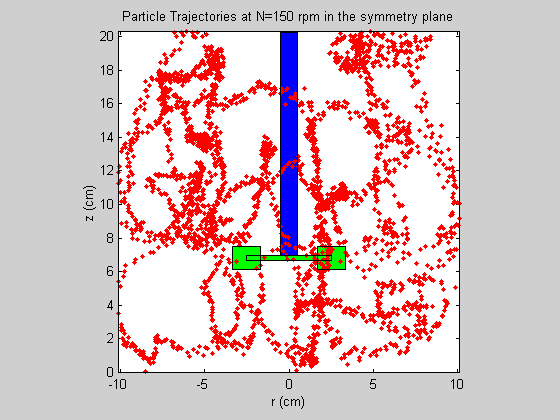 Particle Trajectories at N=150 rpm in the symmetry plane
20
18
16
14
12
10
8
6
4
2
0
z (cm)
-10 -5 0 5 10
r (cm)